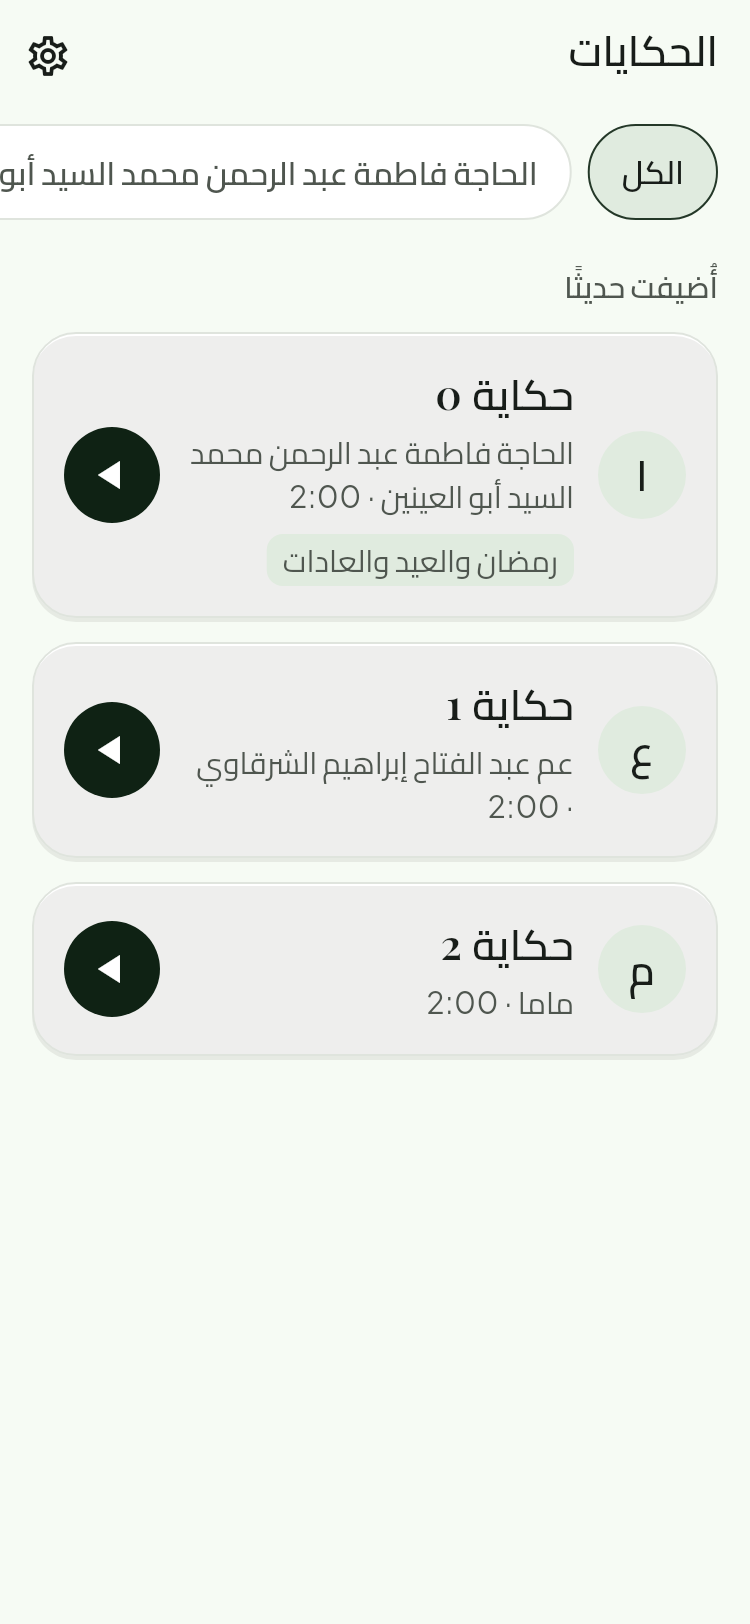 الحكايات
الكل
الحاجة فاطمة عبد الرحمن محمد السيد أبو
أُضيفت حديثًا
ا
حكاية 0
الحاجة فاطمة عبد الرحمن محمد
السيد أبو العينين · 2:00
رمضان والعيد والعادات
ع
حكاية 1
عم عبد الفتاح إبراهيم الشرقاوي
· 2:00
م
حكاية 2
ماما · 2:00